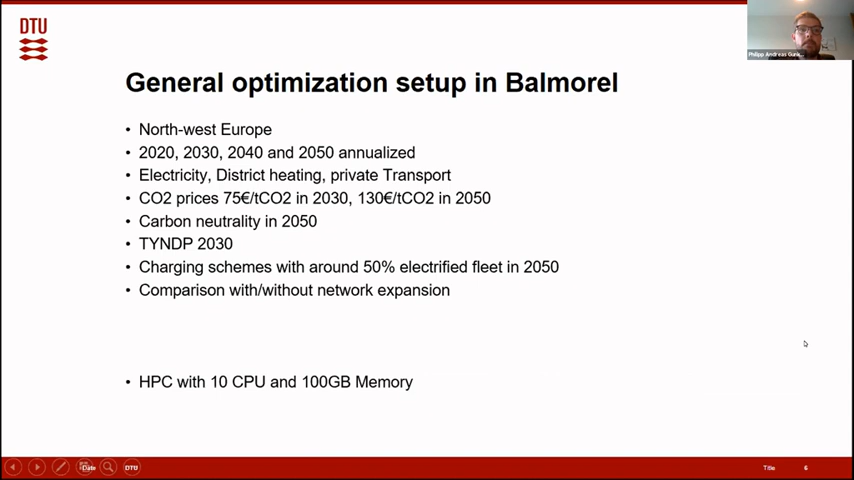 DTU
Philipp Andreas Gunk...
General optimization setup in Balmorel
• North-west Europe
• 2020, 2030, 2040 and 2050 annualized
• Electricity, District heating, private Transport
• CO2 prices 75€/tCO2 in 2030, 130€/tCO2 in 2050
• Carbon neutrality in 2050
• TYNDP 2030
• Charging schemes with around 50% electrified fleet in 2050
• Comparison with/without network expansion
• HPC with 10 CPU and 100GB Memory
Date
DTU
Title
6